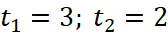 t₁ = 3; t₂ = 2